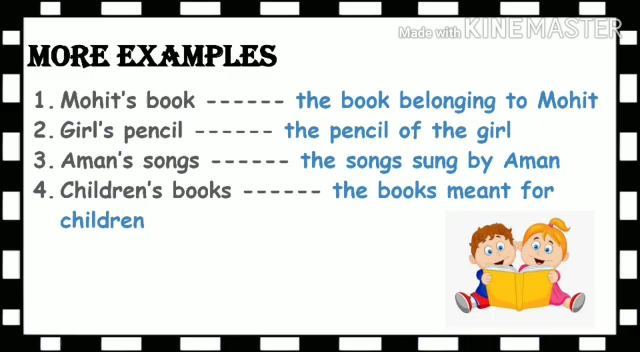 Made with KINEMASTER
MORE EXAMPLES
1. Mohit's book ------ the book belonging to Mohit
2. Girl's pencil ------ the pencil of the girl
3. Aman's songs ------ the songs sung by Aman
4. Children's books ------ the books meant for
children